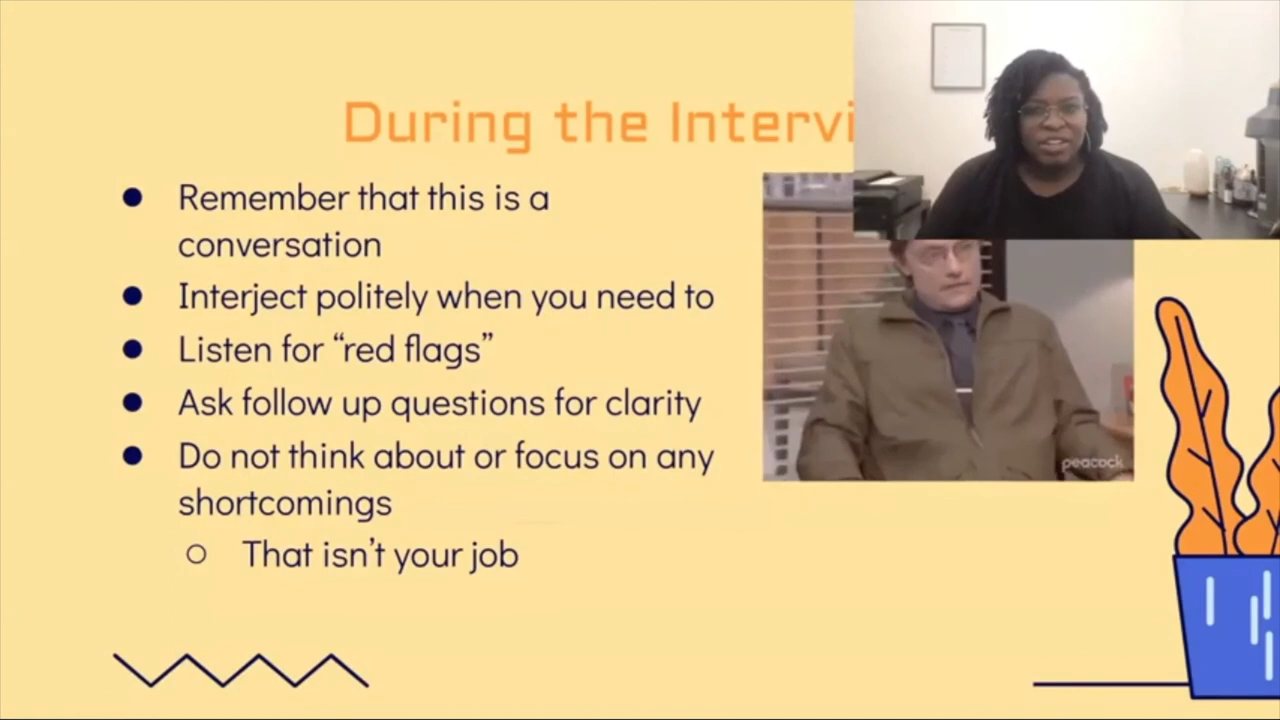 During the Intervi
Remember that this is a
conversation
Interject politely when you need to
Listen for “red flags”
Ask follow up questions for clarity
Do not think about or focus on any
shortcomings
That isn’t your job
peacock